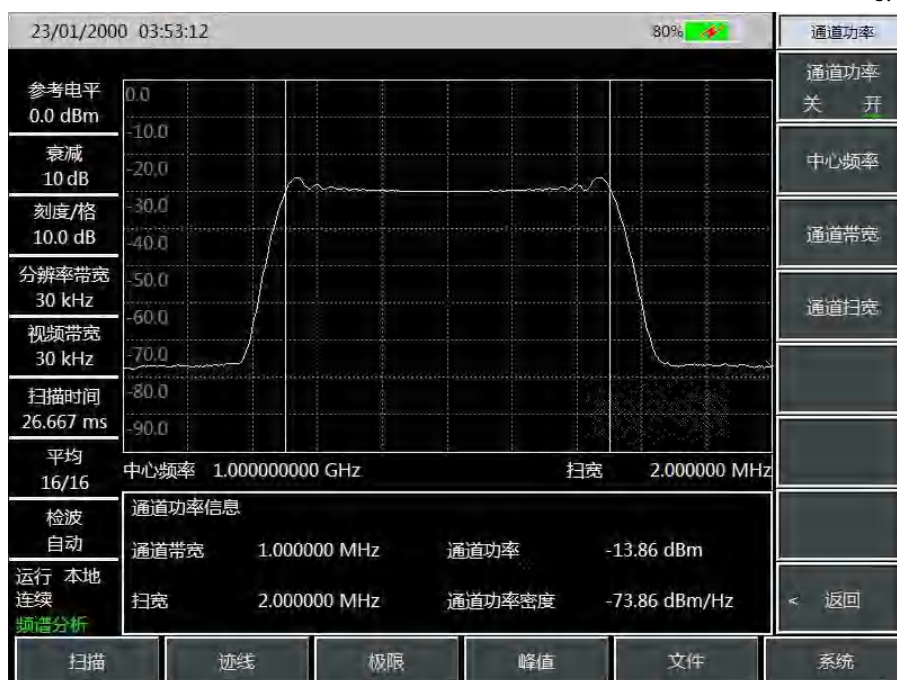 23/01/2000 03:53:12
80%
通道功率
参考电平
0.0 dBm
衰减
10 dB
刻度/格
10.0 dB
分辨率带宽
30 kHz
视频带宽
30 kHz
扫描时间
26.667 ms
平均
16/16
检波
自动
运行 本地
连续
频谱分析
0.0
-10.0
-20.0
-30.0
-40.0
-50.0
-60.0
-70.0
-80.0
-90.0
中心频率 1.000000000 GHz 扫宽 2.000000 MHz
通道功率信息
通道带宽 1.000000 MHz 通道功率 -13.86 dBm
扫宽 2.000000 MHz 通道功率密度 -73.86 dBm/Hz
通道功率
关 开
中心频率
通道带宽
通道扫宽
< 返回
扫描 迹线 极限 峰值 文件 系统